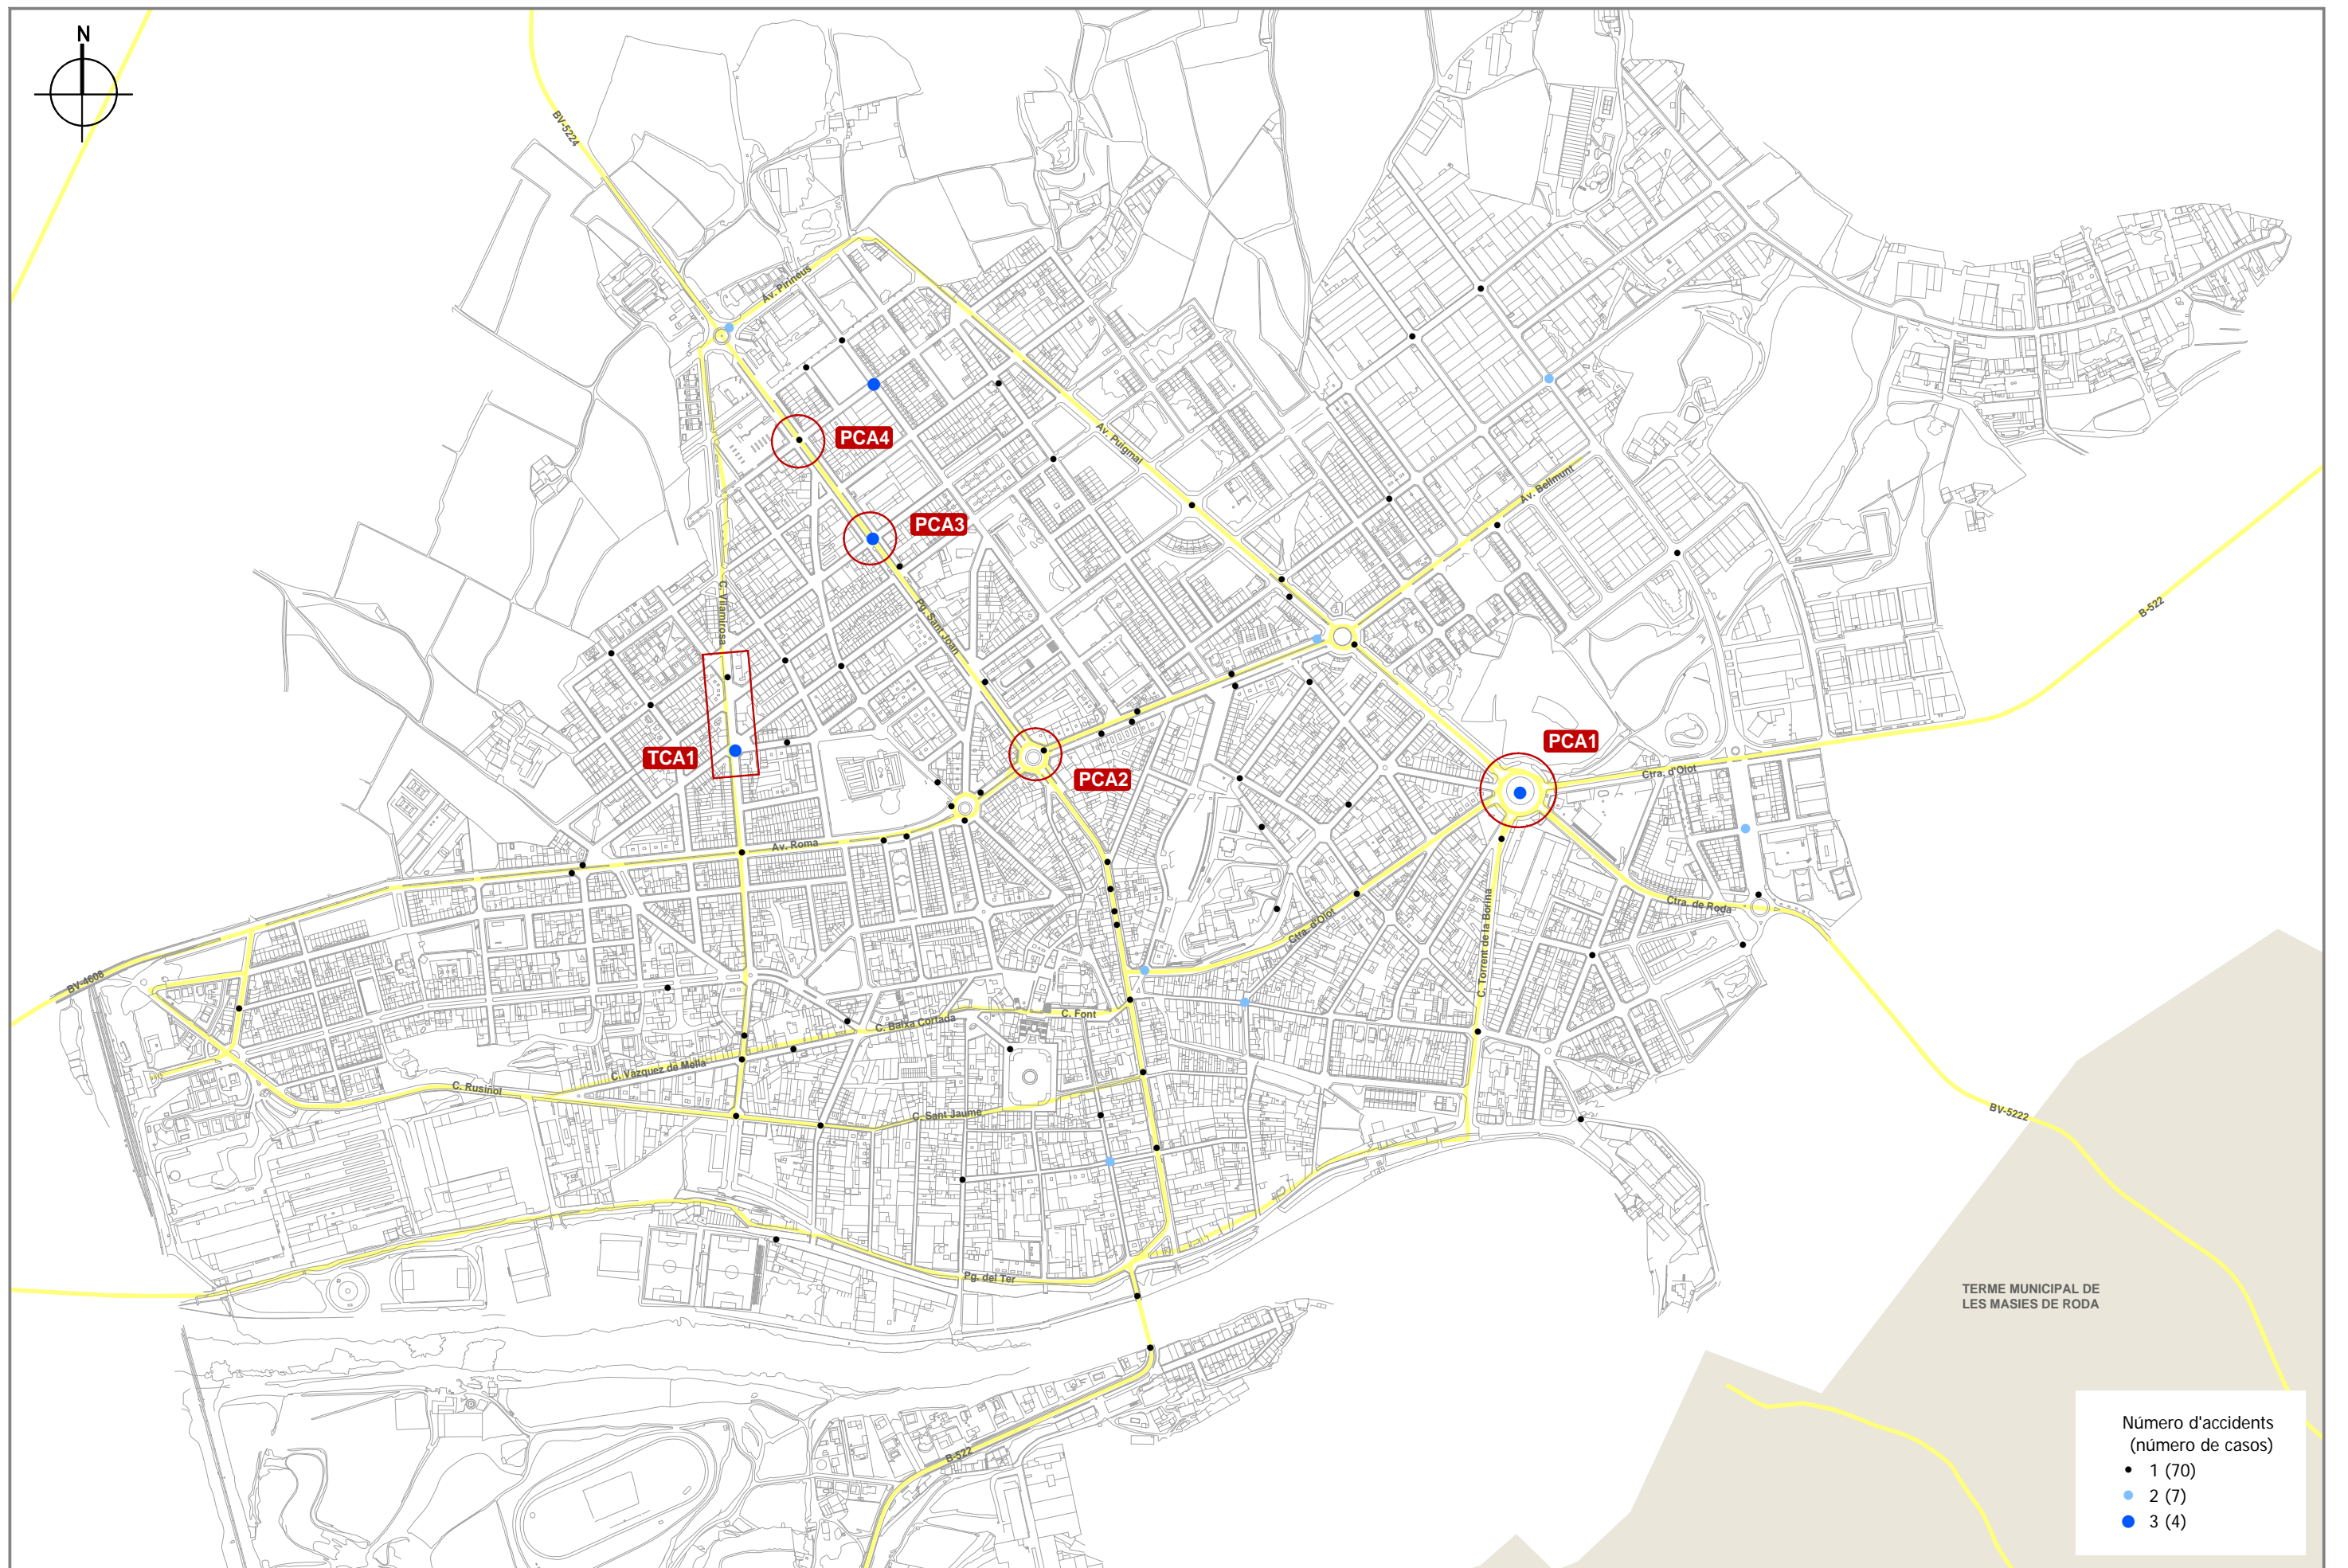 N
BV-5224
Av. Pirineus
PCA4
Av. Puigmal
PCA3
Av. Bellmunt
C. Vilamirosa
Pg. Sant Joan
B-522
TCA1
PCA2
PCA1
Ctra. d'Olot
Av. Roma
Ctra. de Roda
Ctra. d'Olot
C. Torrent de la Borina
BV-4608
C. Font
C. Baixa Cortada
C. Vázquez de Mella
C. Rusiñol
C. Sant Jaume
BV-5222
Pg. del Ter
TERME MUNICIPAL DE
LES MASIES DE RODA
B-522
Número d'accidents
(número de casos)
1 (70)
2 (7)
3 (4)